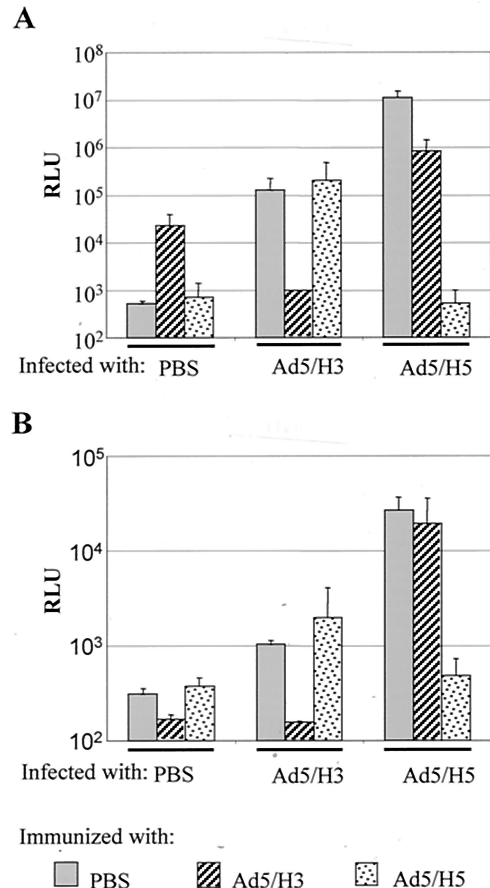 A
10⁸
10⁷
10⁶
10⁵
10⁴
10³
10²
RLU
Infected with: PBS Ad5/H3 Ad5/H5
B
10⁵
10⁴
10³
10²
RLU
Infected with: PBS Ad5/H3 Ad5/H5
Immunized with:
PBS Ad5/H3 Ad5/H5